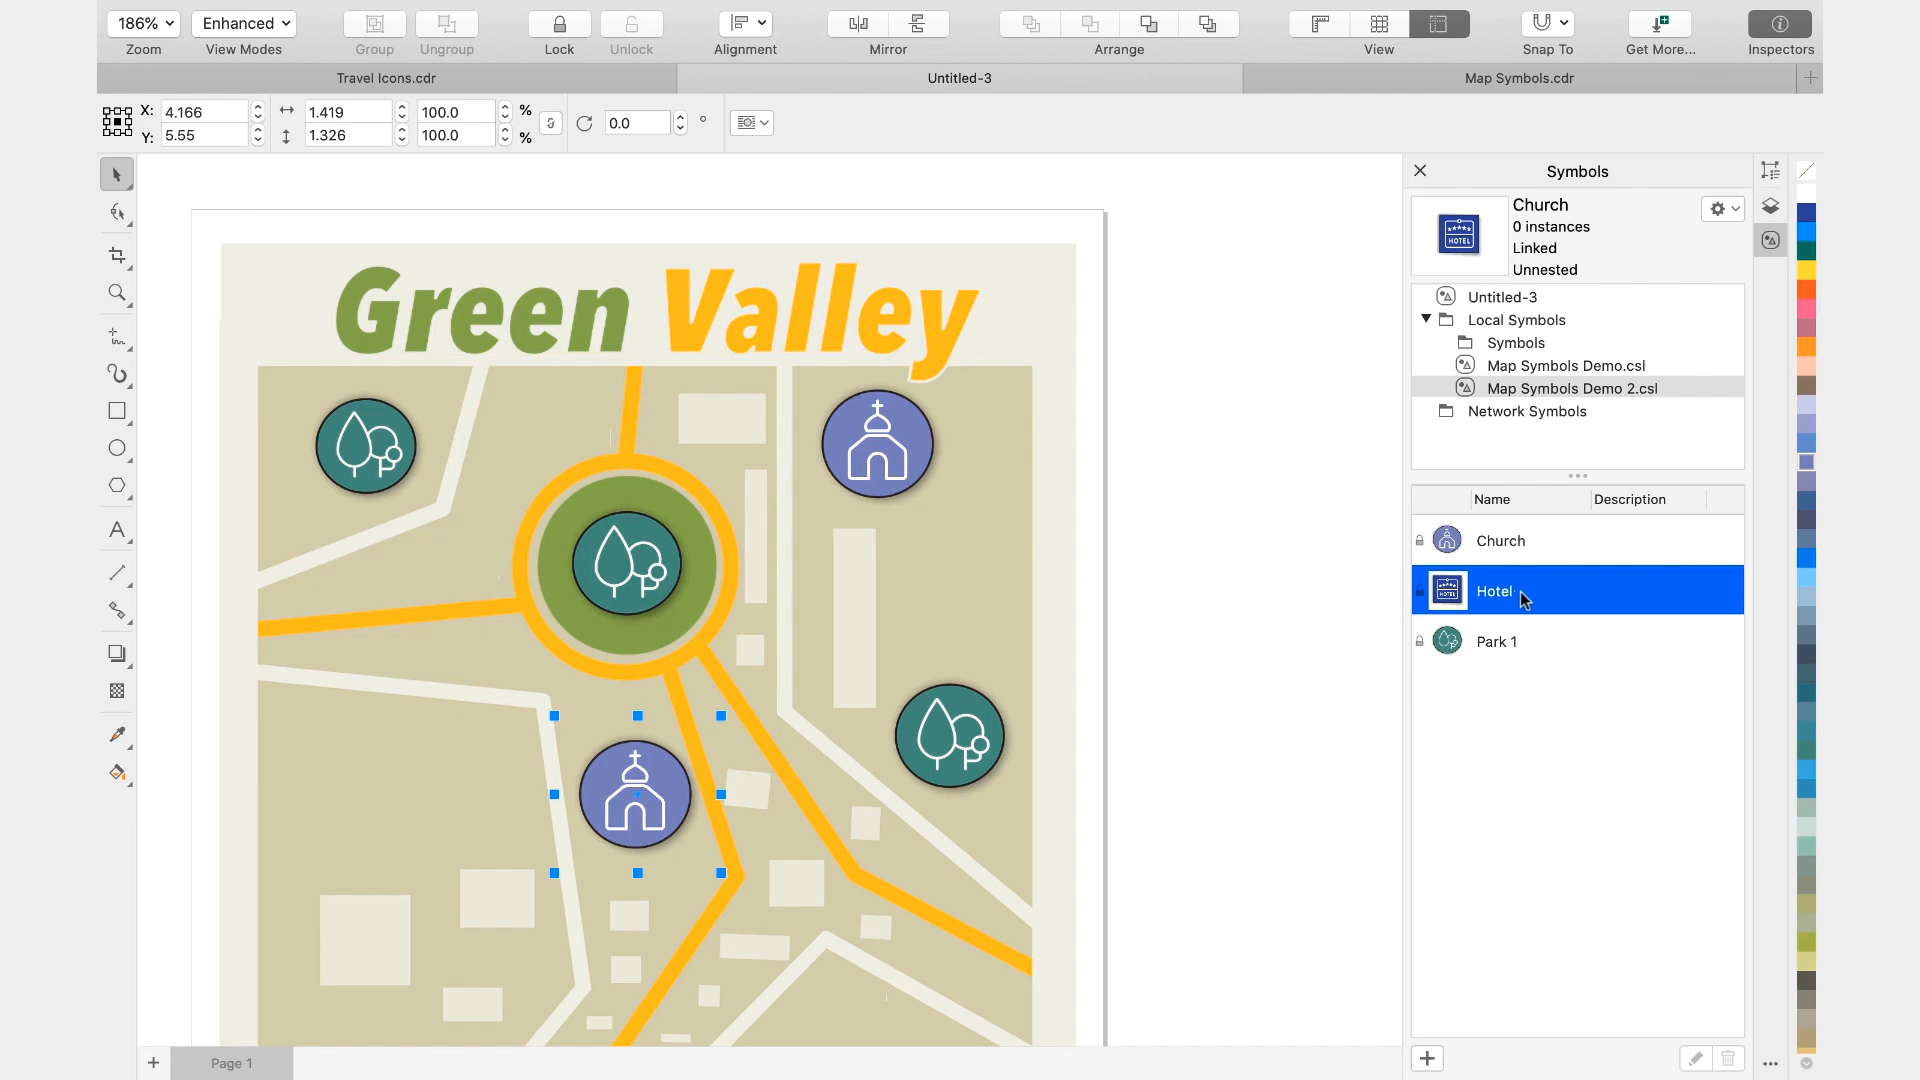 186%
Enhanced
Zoom
View Modes
Group
Ungroup
Lock
Unlock
Alignment
Mirror
Arrange
View
Snap To
Get More...
Inspectors
Travel Icons.cdr
Untitled-3
Map Symbols.cdr
X: 4.166
1.419
100.0 %
Y: 5.55
1.326
100.0 %
0.0 °
Symbols
Church
0 instances
Linked
Unnested
HOTEL
Untitled-3
Local Symbols
Symbols
Map Symbols Demo.csl
Map Symbols Demo 2.csl
Network Symbols
Name
Description
Church
HOTEL
Hotel
Park 1
Green Valley
Page 1